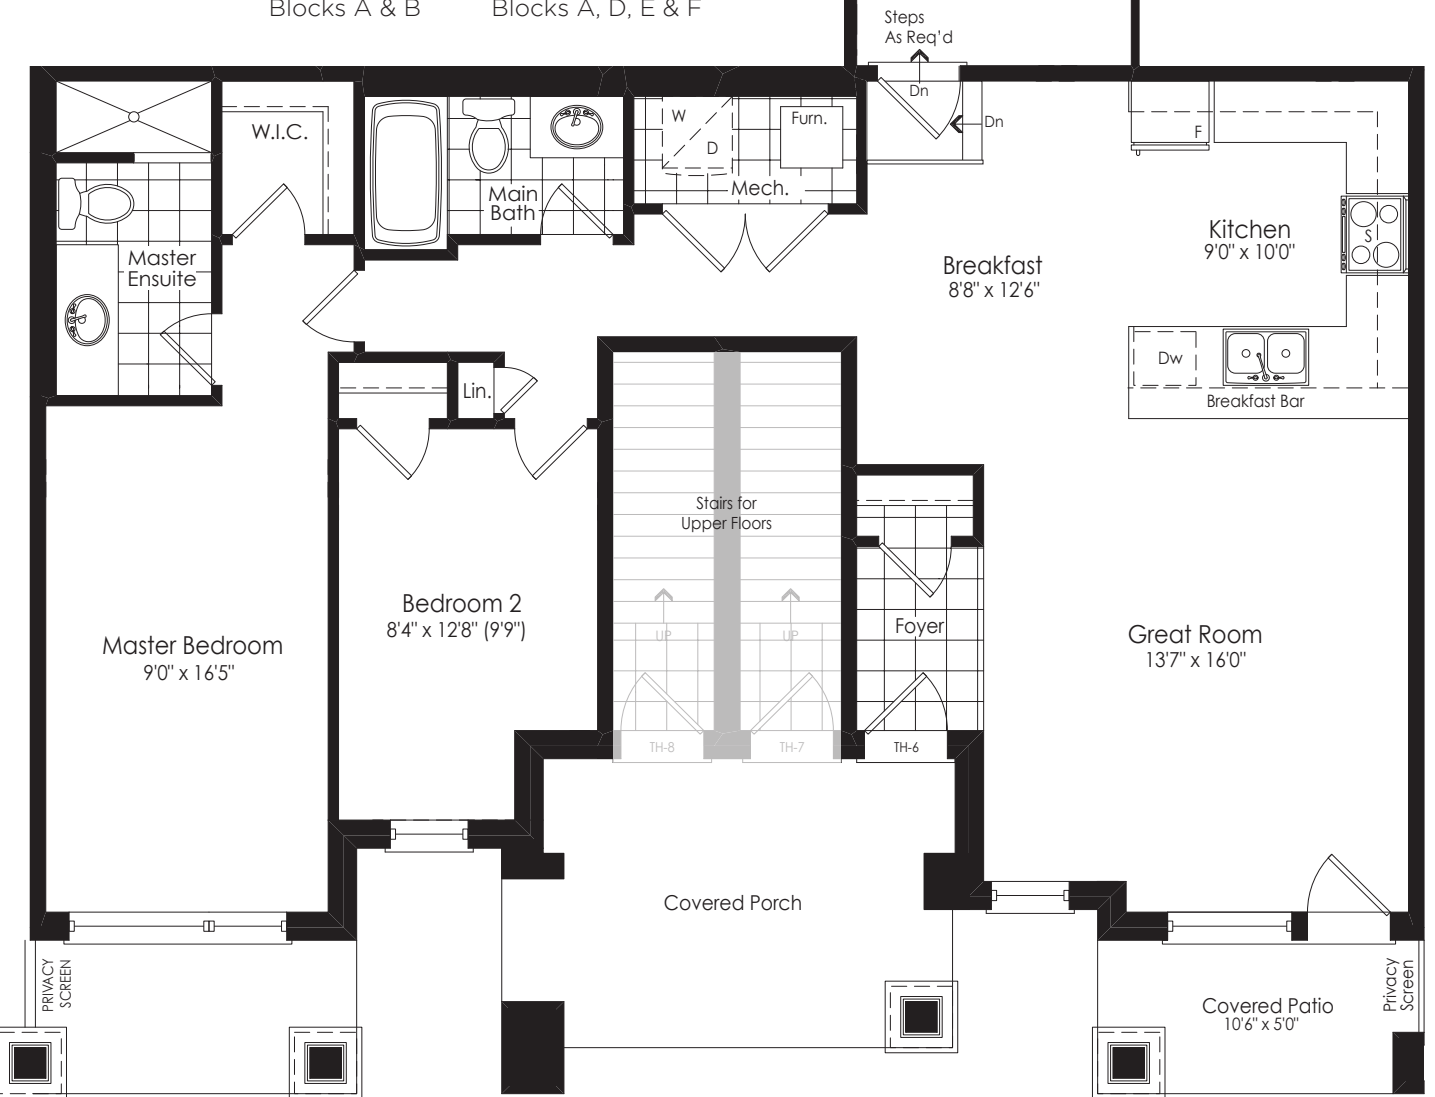 Blocks A & B
Blocks A, D, E & F
Steps
As Req'd
Dn
Dn
W.I.C.
W
D
Furn.
Mech.
Main
Bath
F
Kitchen
9'0" x 10'0"
S
Master
Ensuite
Breakfast
8'8" x 12'6"
Dw
Breakfast Bar
Lin.
Stairs for
Upper Floors
Bedroom 2
8'4" x 12'8" (9'9")
UP
UP
Foyer
Master Bedroom
9'0" x 16'5"
Great Room
13'7" x 16'0"
TH-8
TH-7
TH-6
Covered Porch
PRIVACY
SCREEN
Privacy
Screen
Covered Patio
10'6" x 5'0"